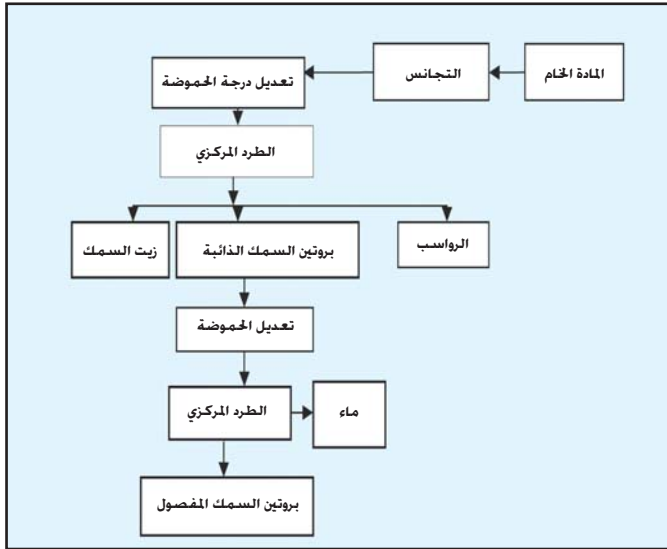 المادة الخام
التجانس
تعديل درجة الحموضة
الطرد المركزي
الرواسب
بروتين السمك الذائبة
زيت السمك
تعديل الحموضة
الطرد المركزي
ماء
بروتين السمك المفصول